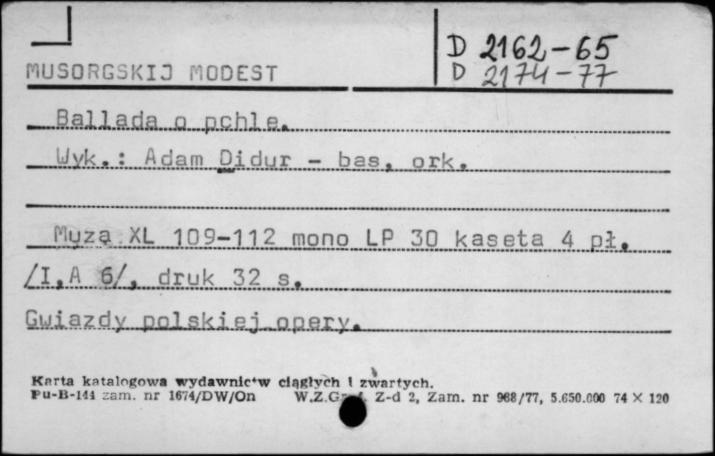 D 2162-65
MUSORGSKIJ MODEST
D 2174-77
Ballada o pchle.
Wyk.: Adam Didur - bas, ork.
Muza XL 109-112 mono LP 30 kaseta 4 pł.
/I,A 6/, druk 32 s.
Gwiazdy polskiej opery.
Karta katalogowa wydawnictw ciągłych i zwartych.
Pu-B-144 zam. nr 1674/DW/On W.Z.Graf. Z-d 2, Zam. nr 968/77, 5.650.000 74 × 120